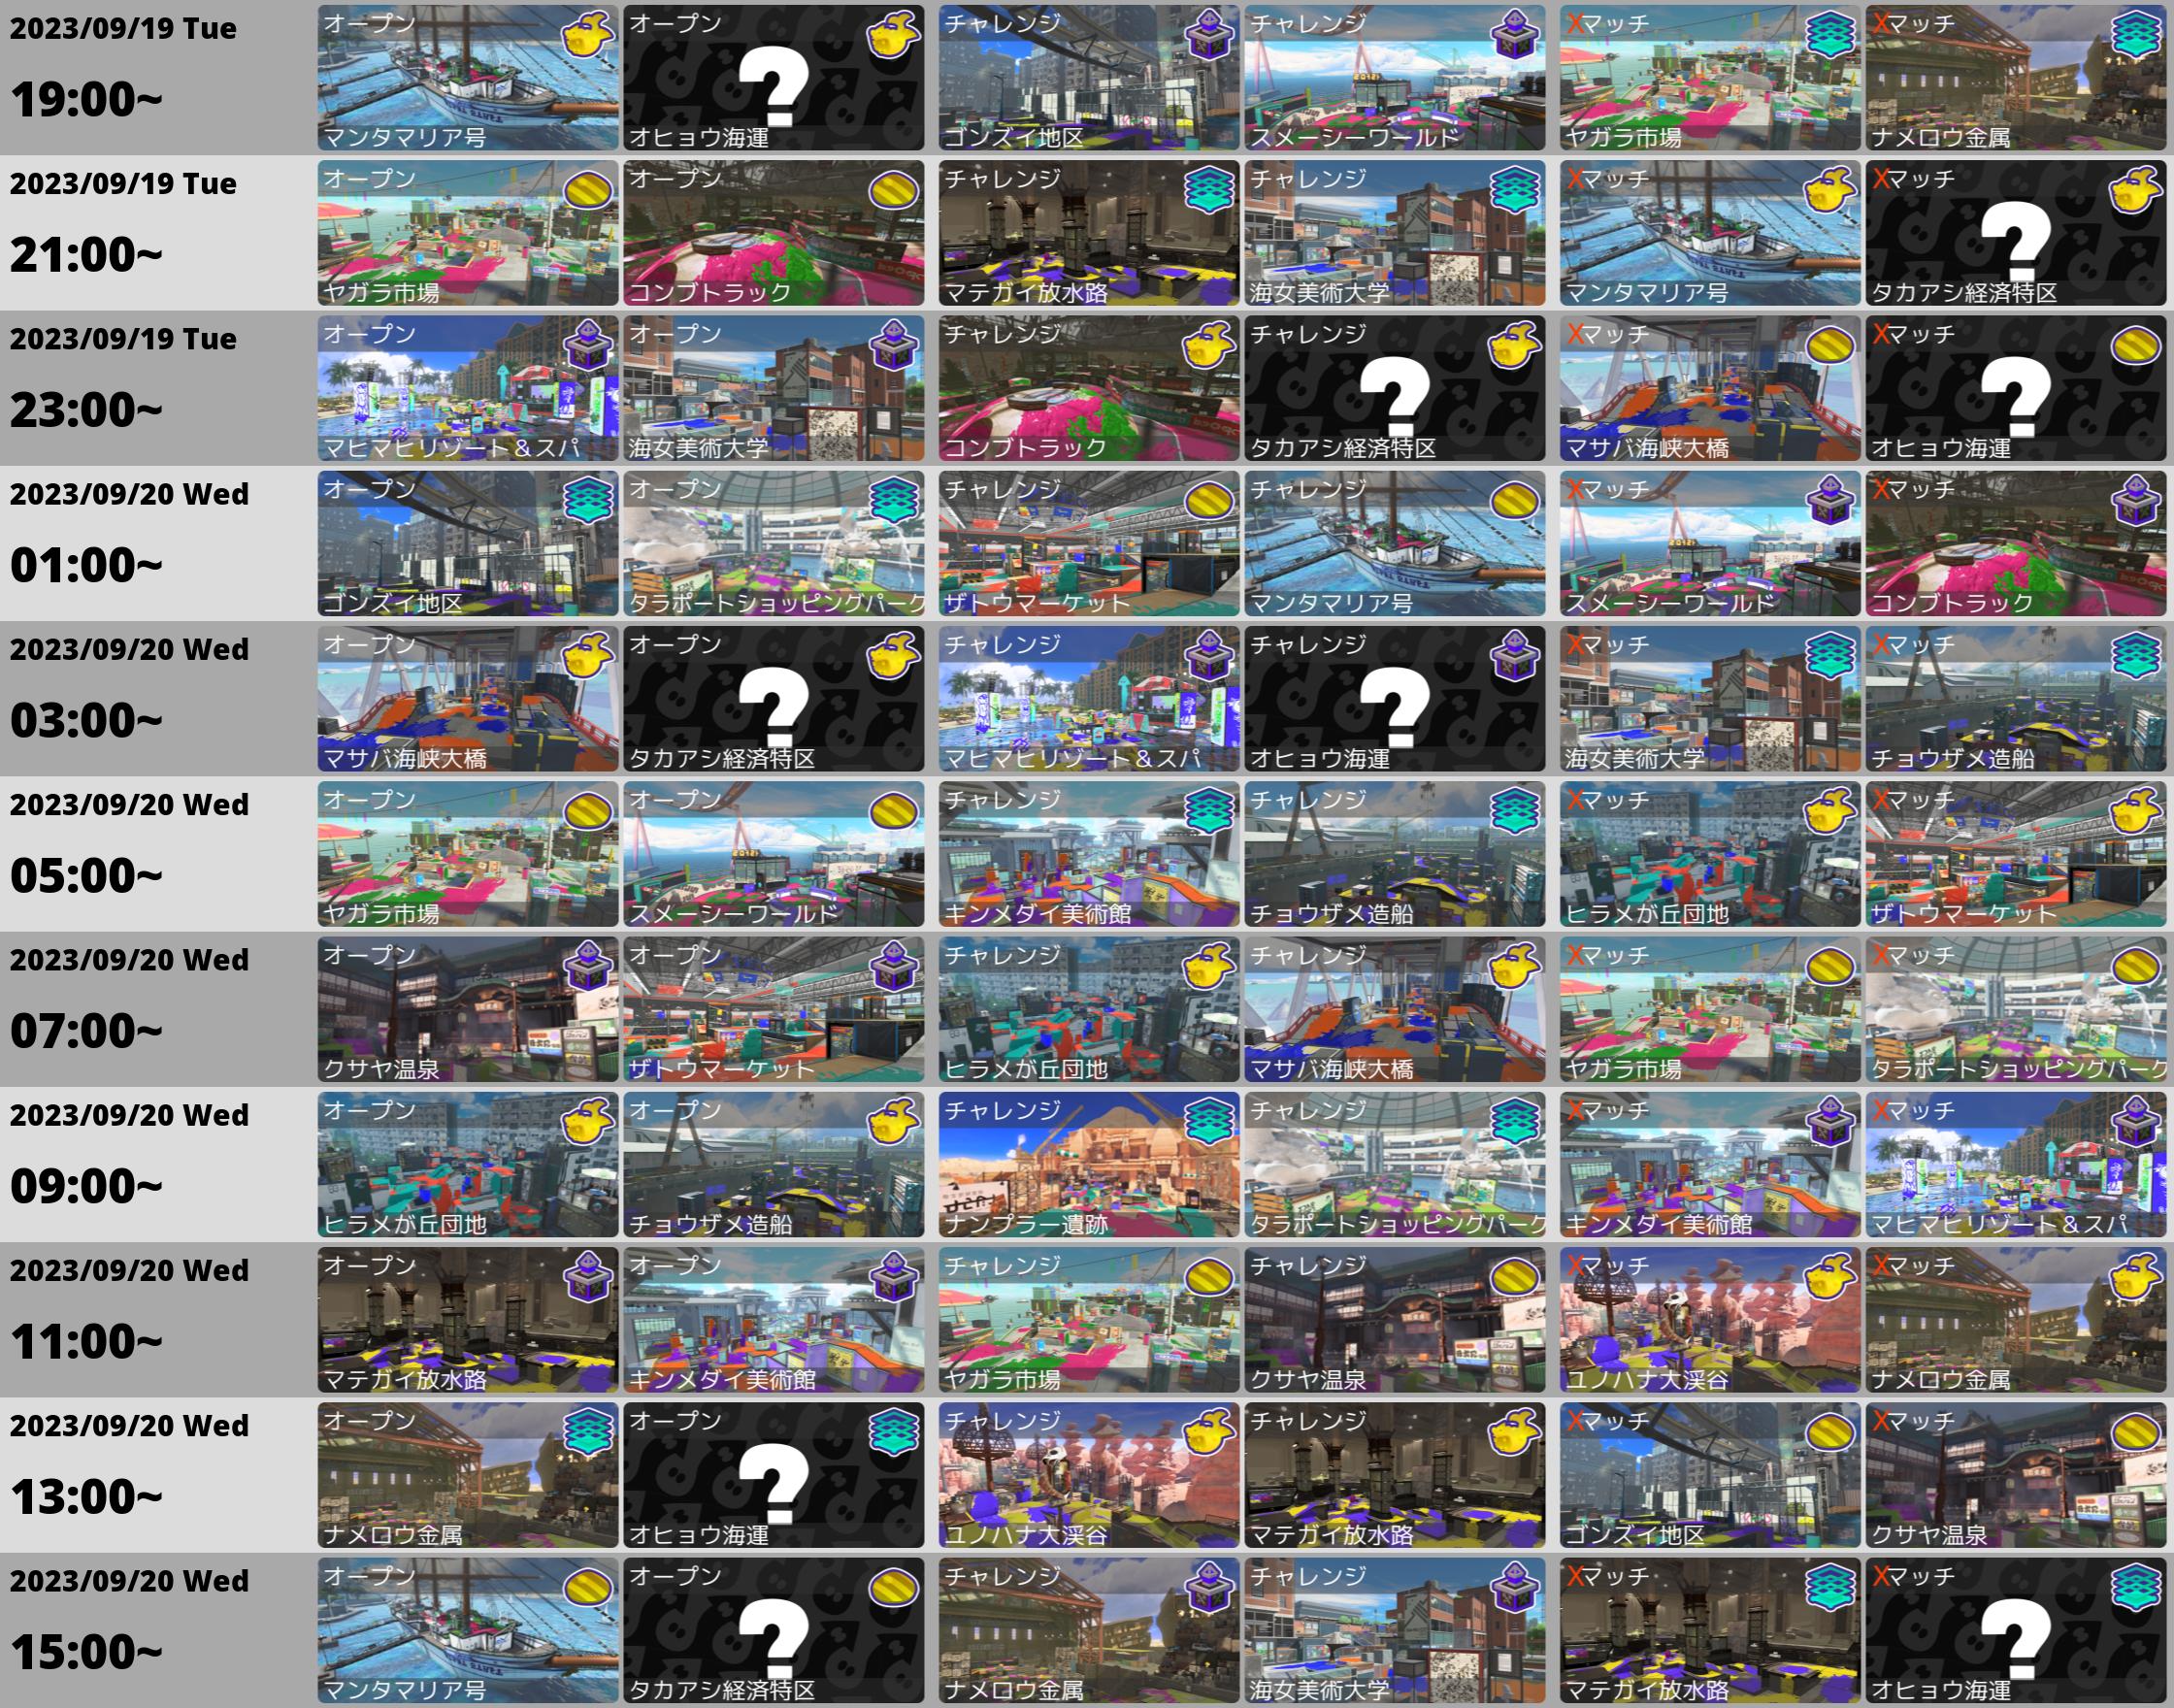 2023/09/19 Tue
19:00~
オープン
マンタマリア号
オープン
?
オヒョウ海運
チャレンジ
ゴンズイ地区
チャレンジ
スメーシーワールド
Xマッチ
ヤガラ市場
Xマッチ
ナメロウ金属
2023/09/19 Tue
21:00~
オープン
ヤガラ市場
オープン
コンブトラック
チャレンジ
マテガイ放水路
チャレンジ
海女美術大学
Xマッチ
マンタマリア号
Xマッチ
?
タカアシ経済特区
2023/09/19 Tue
23:00~
オープン
マヒマヒリゾート＆スパ
オープン
海女美術大学
チャレンジ
コンブトラック
チャレンジ
?
タカアシ経済特区
Xマッチ
マサバ海峡大橋
Xマッチ
?
オヒョウ海運
2023/09/20 Wed
01:00~
オープン
ゴンズイ地区
オープン
タラポートショッピングパーク
チャレンジ
ザトウマーケット
チャレンジ
マンタマリア号
Xマッチ
スメーシーワールド
Xマッチ
コンブトラック
2023/09/20 Wed
03:00~
オープン
マサバ海峡大橋
オープン
?
タカアシ経済特区
チャレンジ
マヒマヒリゾート＆スパ
チャレンジ
?
オヒョウ海運
Xマッチ
海女美術大学
Xマッチ
チョウザメ造船
2023/09/20 Wed
05:00~
オープン
ヤガラ市場
オープン
スメーシーワールド
チャレンジ
キンメダイ美術館
チャレンジ
チョウザメ造船
Xマッチ
ヒラメが丘団地
Xマッチ
ザトウマーケット
2023/09/20 Wed
07:00~
オープン
クサヤ温泉
オープン
ザトウマーケット
チャレンジ
ヒラメが丘団地
チャレンジ
マサバ海峡大橋
Xマッチ
ヤガラ市場
Xマッチ
タラポートショッピングパーク
2023/09/20 Wed
09:00~
オープン
ヒラメが丘団地
オープン
チョウザメ造船
チャレンジ
ナンプラー遺跡
チャレンジ
タラポートショッピングパーク
Xマッチ
キンメダイ美術館
Xマッチ
マヒマヒリゾート＆スパ
2023/09/20 Wed
11:00~
オープン
マテガイ放水路
オープン
キンメダイ美術館
チャレンジ
ヤガラ市場
チャレンジ
クサヤ温泉
Xマッチ
ユノハナ大渓谷
Xマッチ
ナメロウ金属
2023/09/20 Wed
13:00~
オープン
ナメロウ金属
オープン
?
オヒョウ海運
チャレンジ
ユノハナ大渓谷
チャレンジ
マテガイ放水路
Xマッチ
ゴンズイ地区
Xマッチ
クサヤ温泉
2023/09/20 Wed
15:00~
オープン
マンタマリア号
オープン
?
タカアシ経済特区
チャレンジ
ナメロウ金属
チャレンジ
海女美術大学
Xマッチ
マテガイ放水路
Xマッチ
?
オヒョウ海運